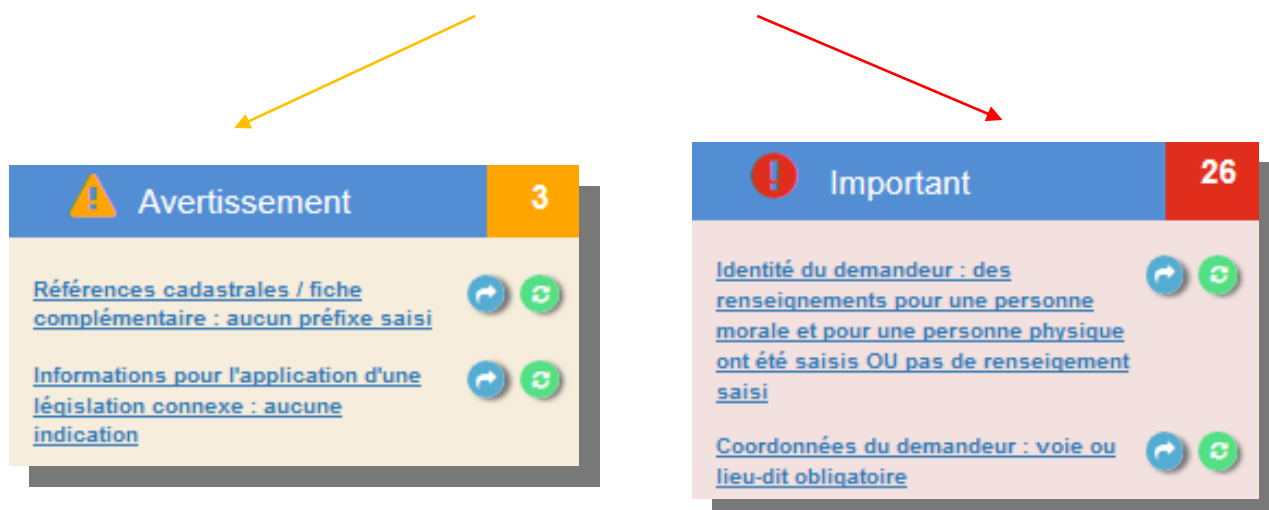 Avertissement
3
Références cadastrales / fiche
complémentaire : aucun préfixe saisi
Informations pour l'application d'une
législation connexe : aucune
indication
Important
26
Identité du demandeur : des
renseignements pour une personne
morale et pour une personne physique
ont été saisis OU pas de renseigement
saisi
Coordonnées du demandeur : voie ou
lieu-dit obligatoire